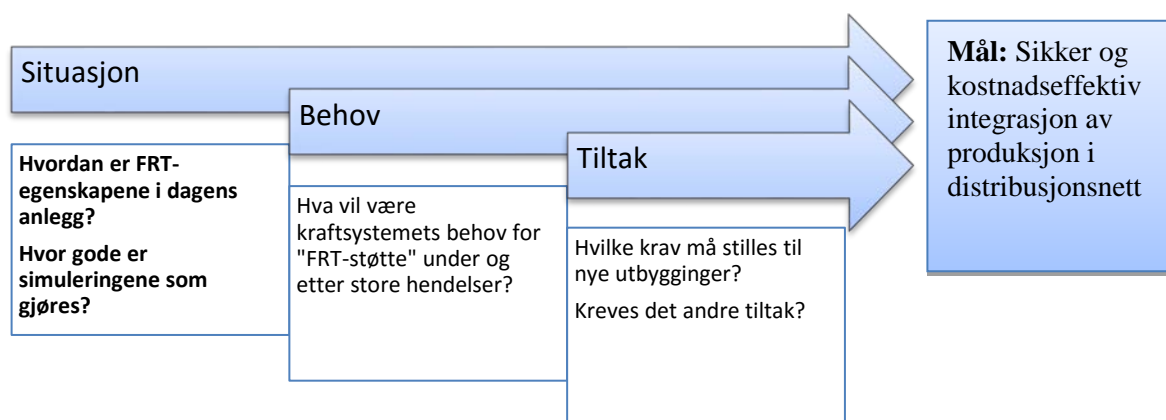 Situasjon
Hvordan er FRT-
egenskapene i dagens
anlegg?
Hvor gode er
simuleringene som
gjøres?
Behov
Hva vil være
kraftsystemets behov for
"FRT-støtte" under og
etter store hendelser?
Tiltak
Hvilke krav må stilles til
nye utbygginger?
Kreves det andre tiltak?
Mål: Sikker og
kostnadseffektiv
integrasjon av
produksjon i
distribusjonsnett